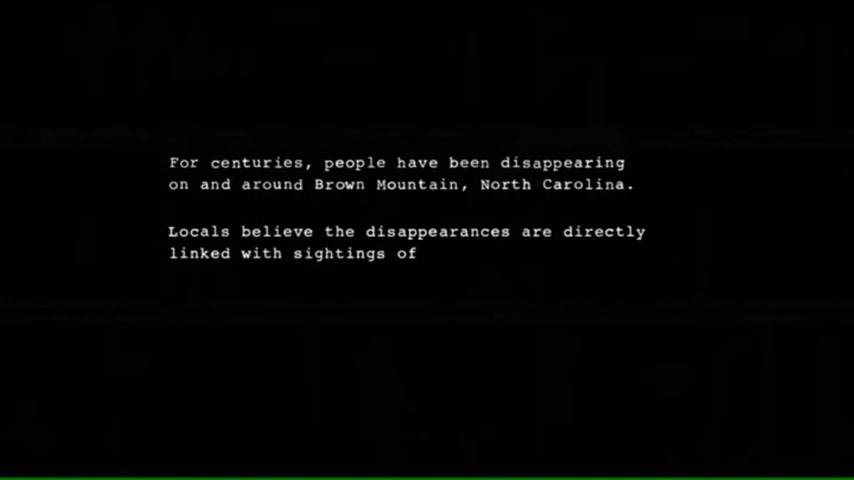 For centuries, people have been disappearing
on and around Brown Mountain, North Carolina.
Locals believe the disappearances are directly
linked with sightings of